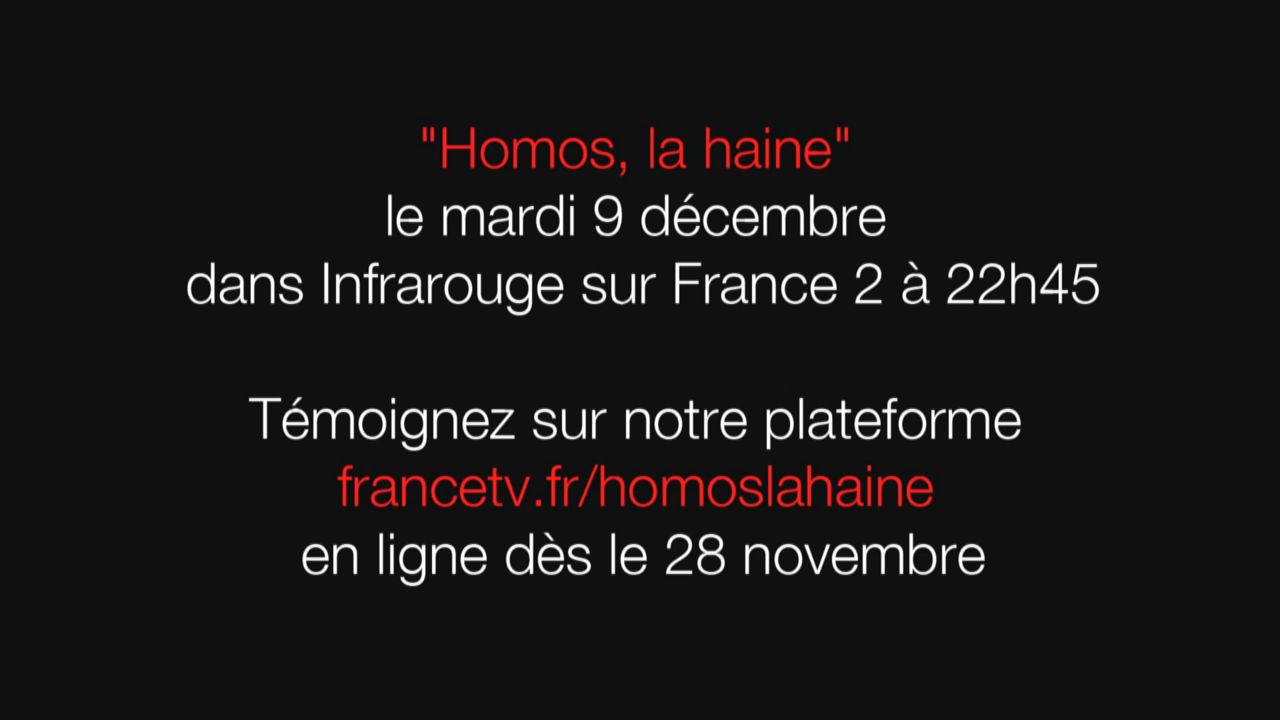 "Homos, la haine"
le mardi 9 décembre
dans Infrarouge sur France 2 à 22h45
Témoignez sur notre plateforme
francetv.fr/homoslahaine
en ligne dès le 28 novembre